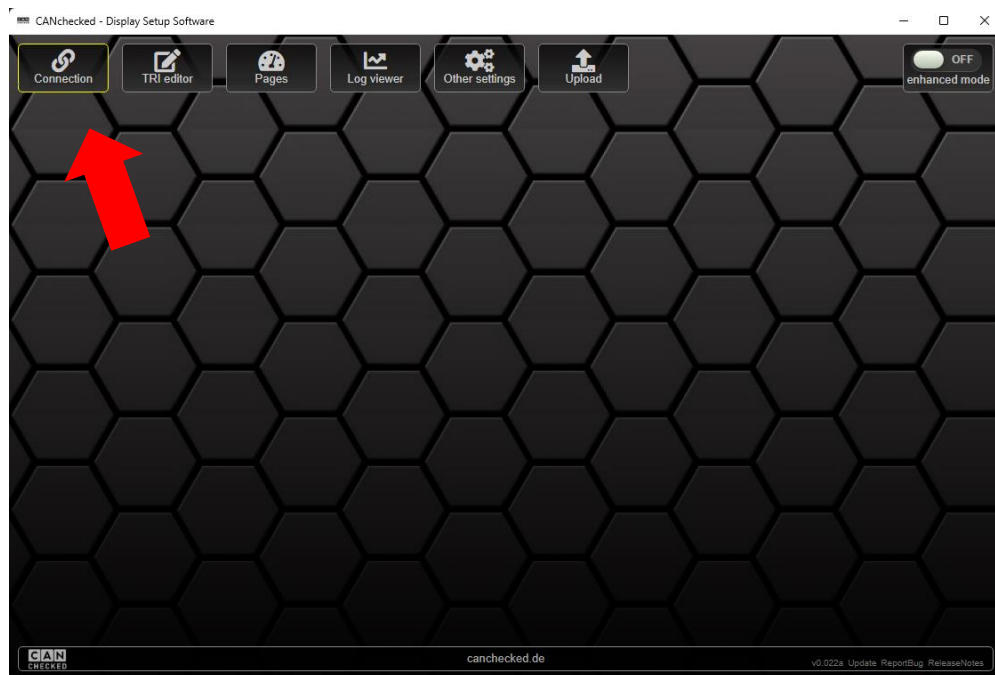 CANchecked - Display Setup Software
Connection
TRI editor
Pages
Log viewer
Other settings
Upload
OFF
enhanced mode
CAN
CHECKED
canchecked.de
v0.022a Update ReportBug ReleaseNotes